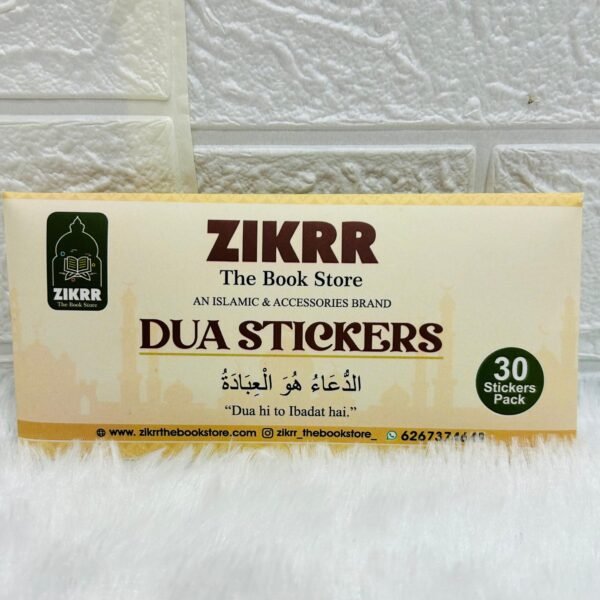 ZIKRR
The Book Store
ZIKRR
The Book Store
AN ISLAMIC & ACCESSORIES BRAND
DUA STICKERS
الدُّعَاءُ هُوَ الْعِبَادَةُ
“Dua hi to Ibadat hai.”
30
Stickers
Pack
www. zikrrthebookstore.com zikrr_thebookstore_